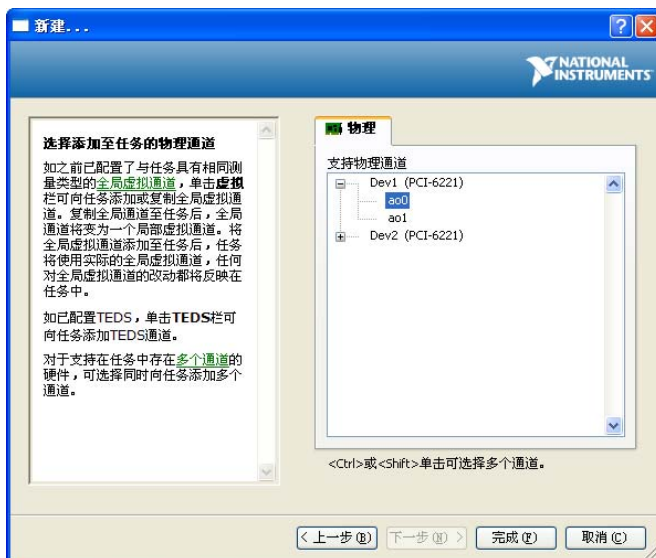 新建...
NATIONAL
INSTRUMENTS
选择添加至任务的物理通道
如之前已配置了与任务具有相同测
量类型的全局虚拟通道，单击虚拟
栏可向任务添加或复制全局虚拟通
道。复制全局通道至任务后，全局
通道将变为一个局部虚拟通道。将
全局虚拟通道添加至任务后，任务
将使用实际的全局虚拟通道，任何
对全局虚拟通道的改动都将反映在
任务中。
如已配置TEDS，单击TEDS栏可
向任务添加TEDS通道。
对于支持在任务中存在多个通道的
硬件，可选择同时向任务添加多个
通道。
物理
支持物理通道
Dev1 (PCI-6221)
ao0
ao1
Dev2 (PCI-6221)
<Ctrl>或<Shift>单击可选择多个通道。
< 上一步(B) 下一步(N) > 完成(F) 取消(C)